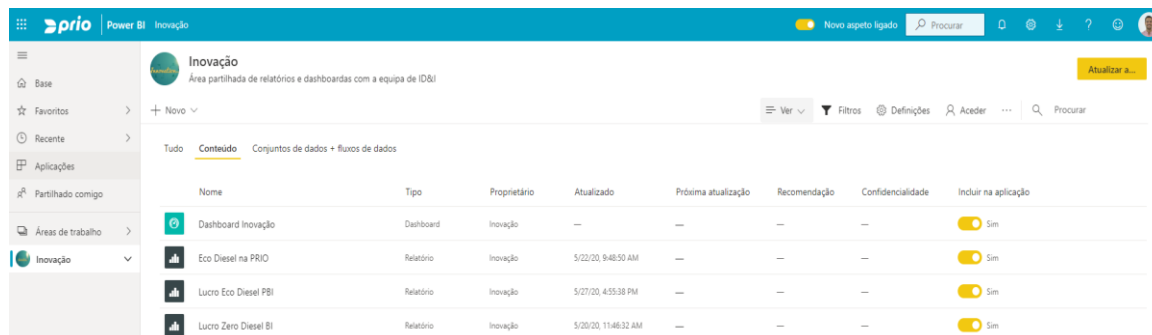 prio Power BI Inovação Novo aspeto ligado Procurar
Inovação
Área partilhada de relatórios e dashboardas com a equipa de ID&I
Atualizar a...
Base
Favoritos
Recente
Aplicações
Partilhado comigo
Áreas de trabalho
Inovação
+ Novo Ver Filtros Definições Aceder ... Procurar
Tudo Conteúdo Conjuntos de dados + fluxos de dados
Nome Tipo Proprietário Atualizado Próxima atualização Recomendação Confidencialidade Incluir na aplicação
Dashboard Inovação Dashboard Inovação — — — — Sim
Eco Diesel na PRIO Relatório Inovação 5/22/20, 9:48:50 AM — — — Sim
Lucro Eco Diesel PBI Relatório Inovação 5/27/20, 4:55:38 PM — — — Sim
Lucro Zero Diesel BI Relatório Inovação 5/20/20, 11:46:32 AM — — — Sim